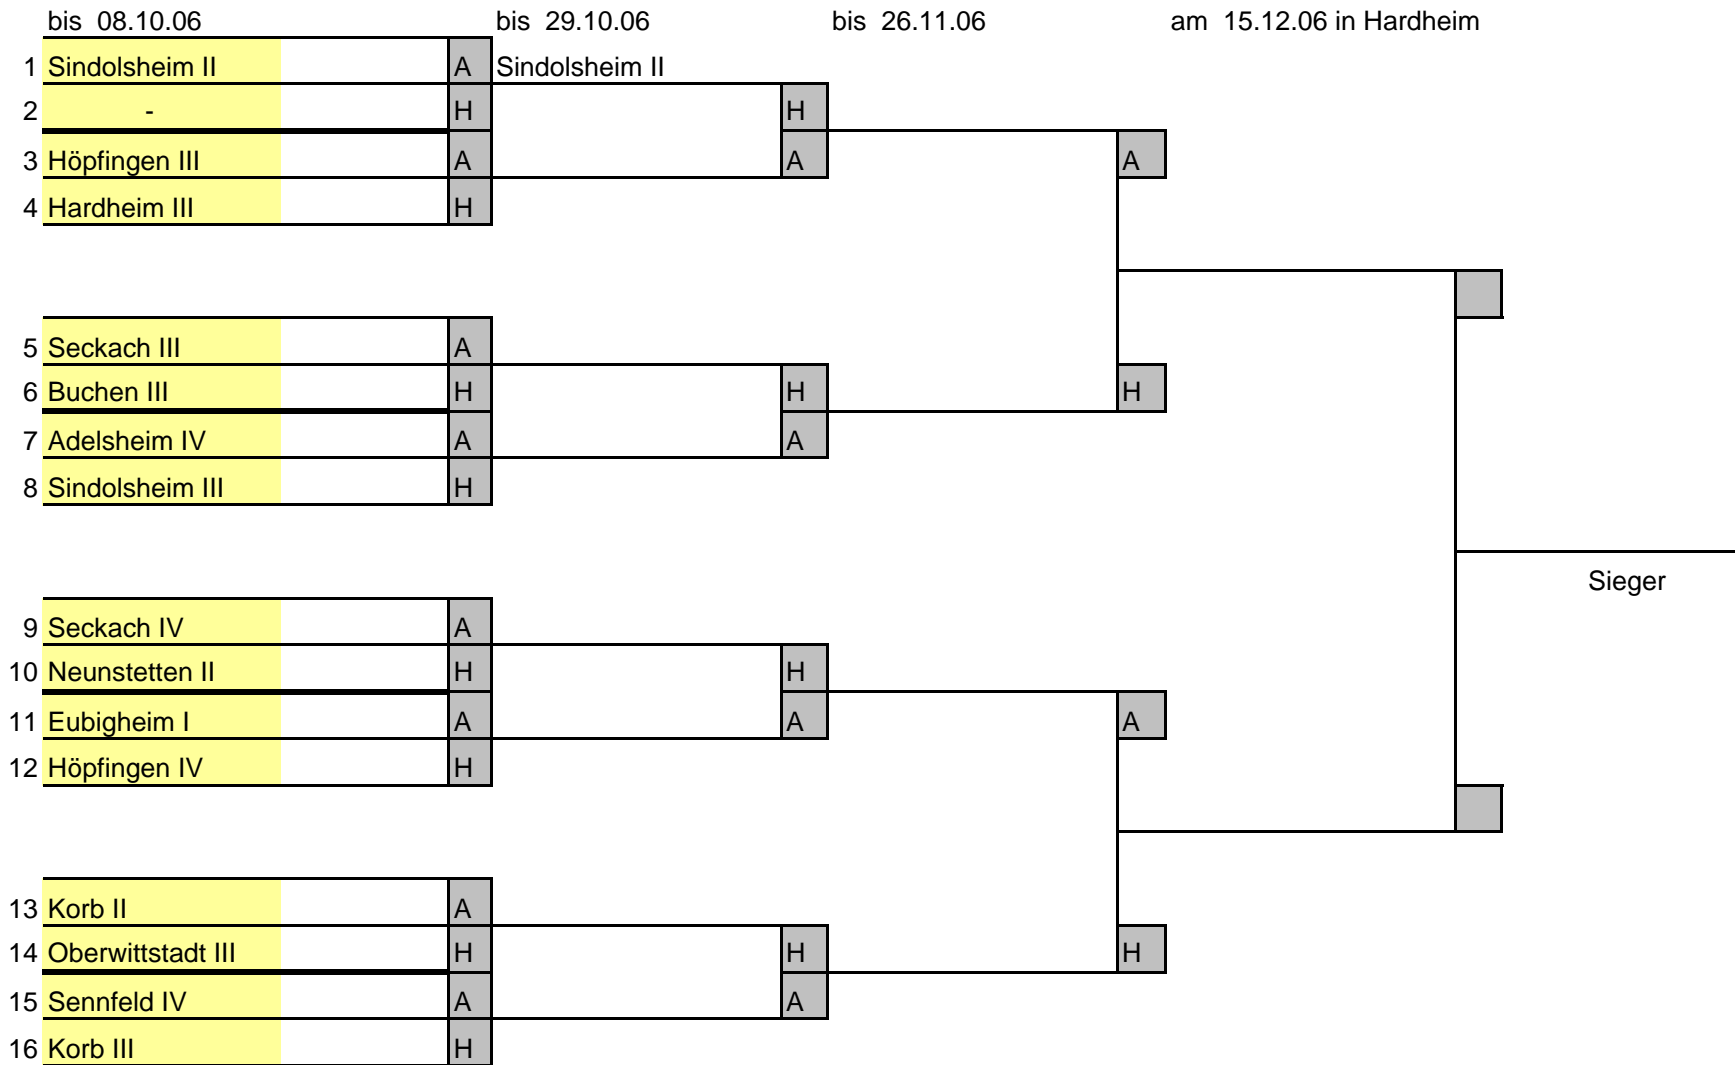 bis 08.10.06 bis 29.10.06 bis 26.11.06 am 15.12.06 in Hardheim
1 Sindolsheim II A Sindolsheim II
2 - H H
3 Höpfingen III A A A
4 Hardheim III H
5 Seckach III A
6 Buchen III H H H
7 Adelsheim IV A A
8 Sindolsheim III H
Sieger
9 Seckach IV A
10 Neunstetten II H H
11 Eubigheim I A A A
12 Höpfingen IV H
13 Korb II A
14 Oberwittstadt III H H H
15 Sennfeld IV A A
16 Korb III H